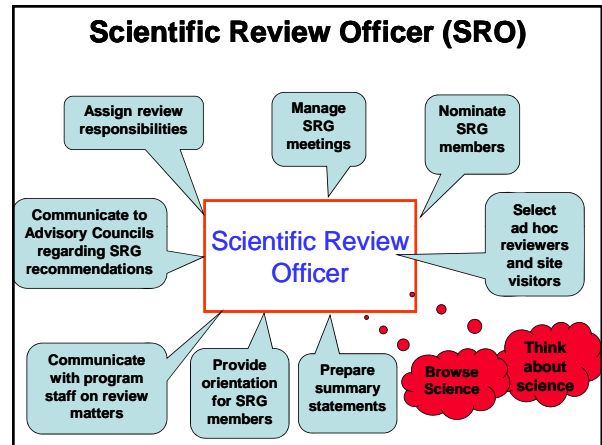 Scientific Review Officer (SRO)
Assign review
responsibilities
Manage
SRG
meetings
Nominate
SRG
members
Communicate to
Advisory Councils
regarding SRG
recommendations
Scientific Review
Officer
Select
ad hoc
reviewers
and site
visitors
Communicate
with program
staff on review
matters
Provide
orientation
for SRG
members
Prepare
summary
statements
Browse
Science
Think
about
science